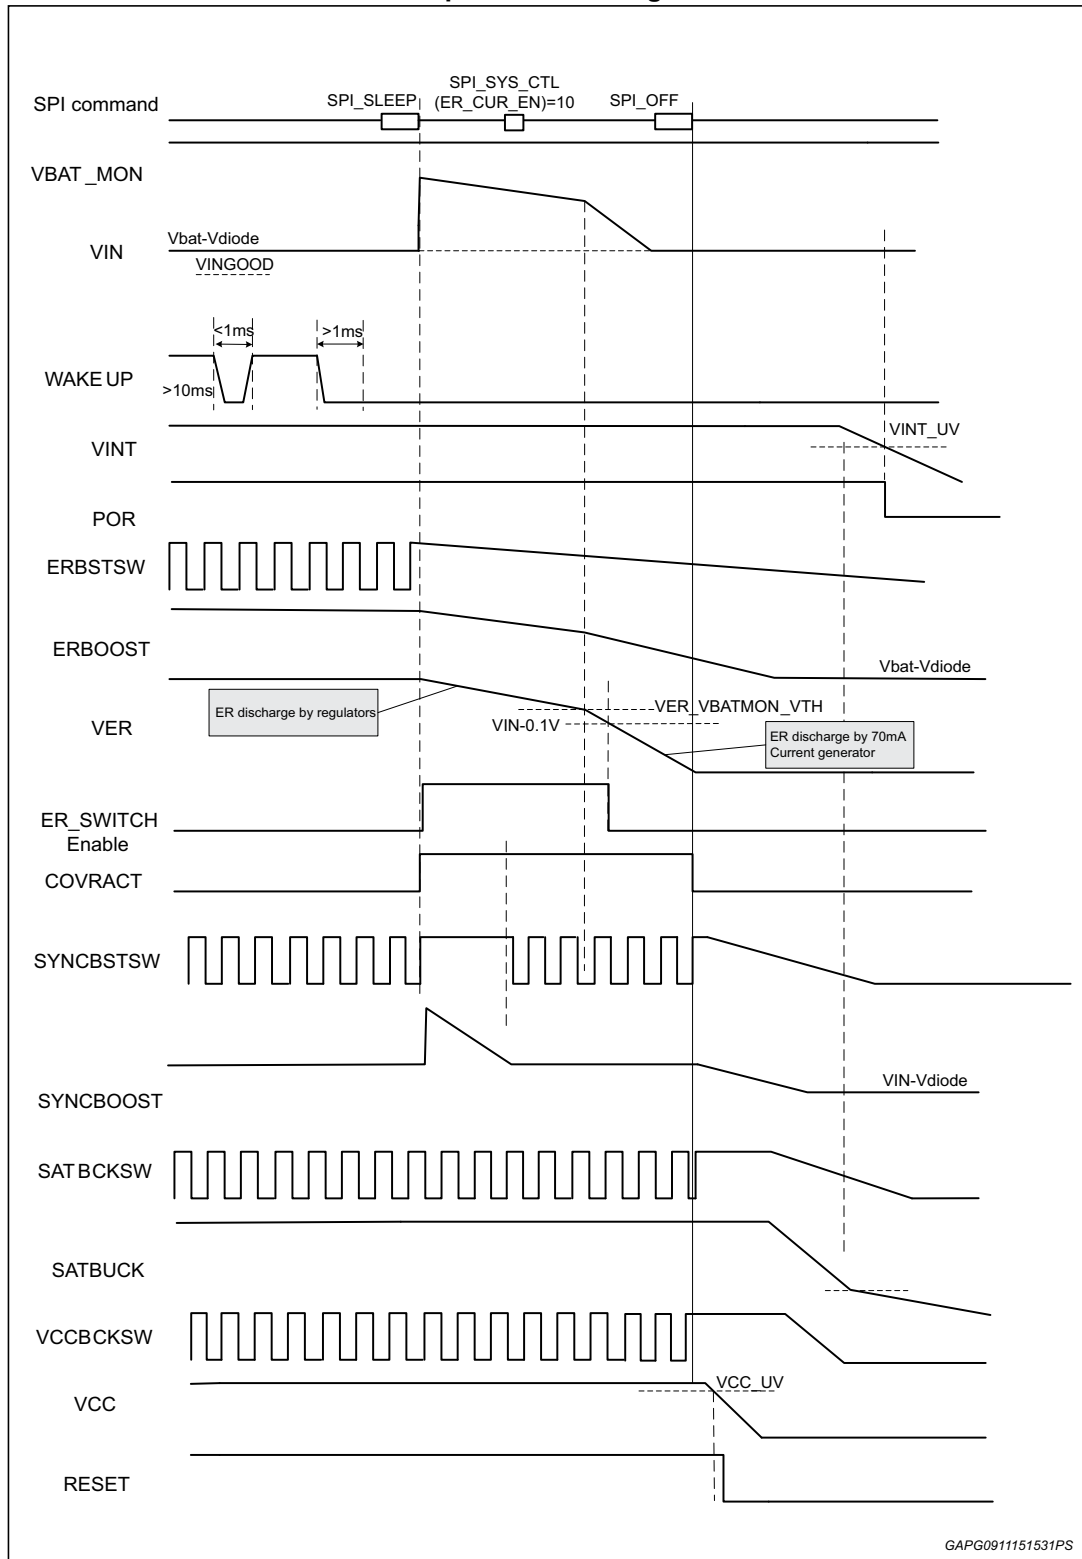 SPI command
SPI_SLEEP
SPI_SYS_CTL
(ER_CUR_EN)=10
SPI_OFF
VBAT _MON
VIN
Vbat-Vdiode
VINGOOD
<1ms
>1ms
WAKE UP
>10ms
VINT
VINT_UV
POR
ERBSTSW
ERBOOST
Vbat-Vdiode
VER
ER discharge by regulators
VIN-0.1V
VER_VBATMON_VTH
ER discharge by 70mA
Current generator
ER_SWITCH
Enable
COVRACT
SYNCBSTSW
SYNCBOOST
VIN-Vdiode
SATBCKSW
SATBUCK
VCCBCKSW
VCC
VCC_UV
RESET
GAPG0911151531PS